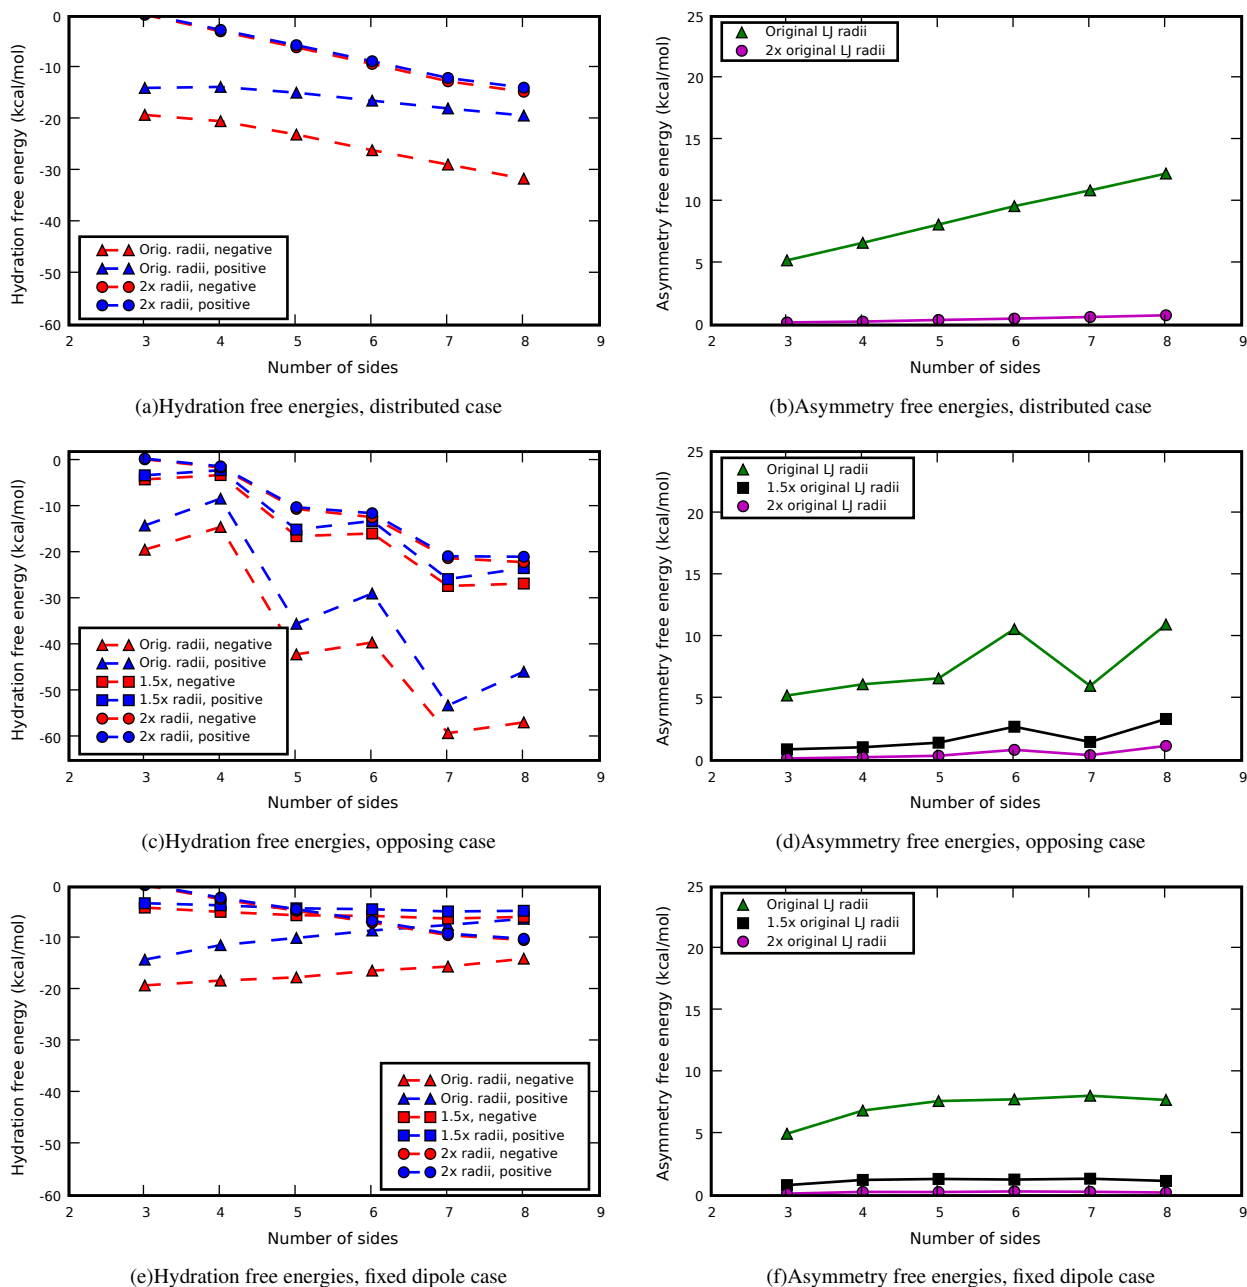 Hydration free energy (kcal/mol)
0
-10
-20
-30
-40
-50
-60
Orig. radii, negative
Orig. radii, positive
2x radii, negative
2x radii, positive
2 3 4 5 6 7 8 9
Number of sides
(a)Hydration free energies, distributed case
Asymmetry free energy (kcal/mol)
25
20
15
10
5
0
Original LJ radii
2x original LJ radii
2 3 4 5 6 7 8 9
Number of sides
(b)Asymmetry free energies, distributed case
Hydration free energy (kcal/mol)
0
-10
-20
-30
-40
-50
-60
Orig. radii, negative
Orig. radii, positive
1.5x, negative
1.5x radii, positive
2x radii, negative
2x radii, positive
2 3 4 5 6 7 8 9
Number of sides
(c)Hydration free energies, opposing case
Asymmetry free energy (kcal/mol)
25
20
15
10
5
0
Original LJ radii
1.5x original LJ radii
2x original LJ radii
2 3 4 5 6 7 8 9
Number of sides
(d)Asymmetry free energies, opposing case
Hydration free energy (kcal/mol)
0
-10
-20
-30
-40
-50
-60
Orig. radii, negative
Orig. radii, positive
1.5x, negative
1.5x radii, positive
2x radii, negative
2x radii, positive
2 3 4 5 6 7 8 9
Number of sides
(e)Hydration free energies, fixed dipole case
Asymmetry free energy (kcal/mol)
25
20
15
10
5
0
Original LJ radii
1.5x original LJ radii
2x original LJ radii
2 3 4 5 6 7 8 9
Number of sides
(f)Asymmetry free energies, fixed dipole case